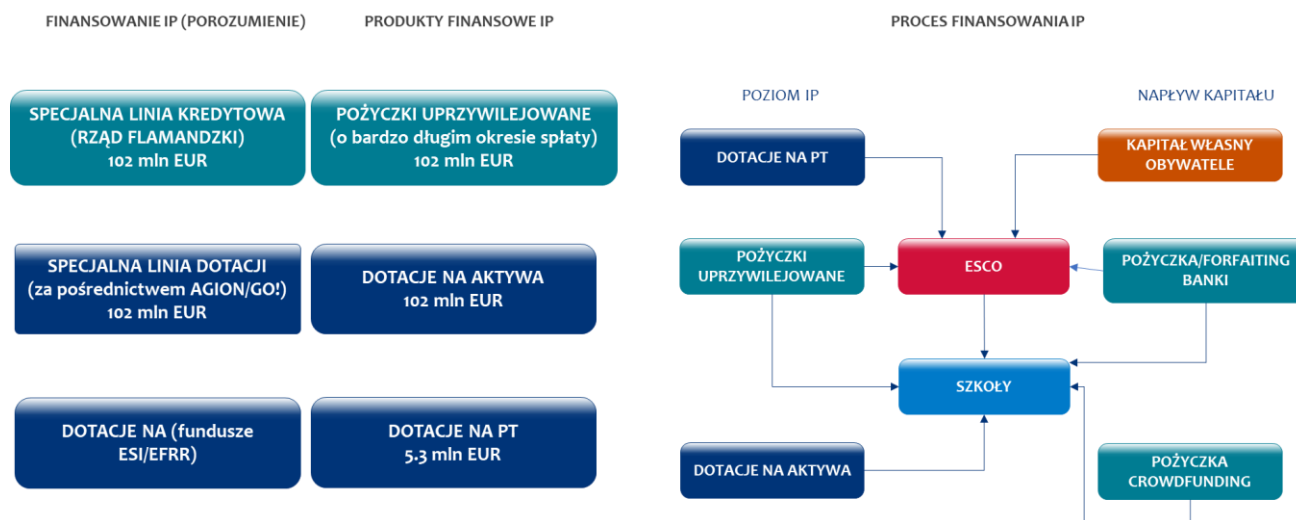 FINANSOWANIE IP (POROZUMIENIE)
PRODUKTY FINANSOWE IP
PROCES FINANSOWANIA IP
SPECJALNA LINIA KREDYTOWA
(RZĄD FLAMANDZKI)
102 mln EUR
POŻYCZKI UPRZYWILEJOWANE
(o bardzo długim okresie spłaty)
102 mln EUR
SPECJALNA LINIA DOTACJI
(za pośrednictwem AGION/GO!)
102 mln EUR
DOTACJE NA AKTYWA
102 mln EUR
DOTACJE NA (fundusze
ESI/EFRR)
DOTACJE NA PT
5.3 mln EUR
POZIOM IP
NAPŁYW KAPITAŁU
DOTACJE NA PT
KAPITAŁ WŁASNY
OBYWATELE
POŻYCZKI
UPRZYWILEJOWANE
ESCO
POŻYCZKA/FORFAITING
BANKI
SZKOŁY
DOTACJE NA AKTYWA
POŻYCZKA
CROWDFUNDING